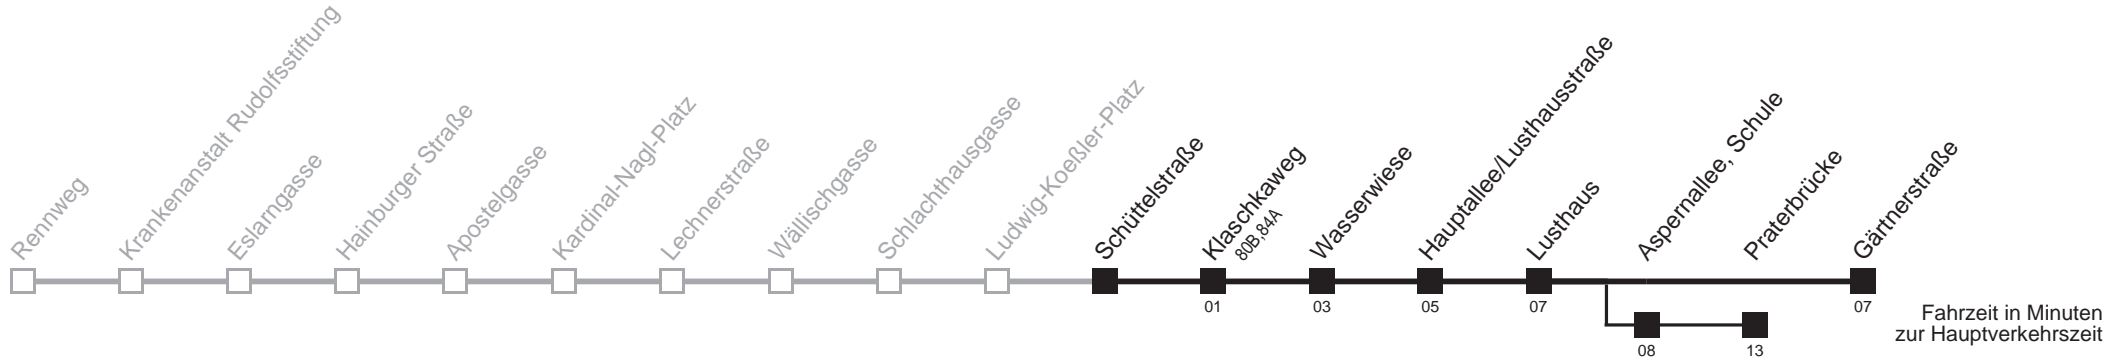 Rennweg
Krankenanstalt Rudolfsstiftung
Eslarngasse
Hainburger Straße
Apostelgasse
Kardinal-Nagl-Platz
Lechnerstraße
Wällischgasse
Schlachthausgasse
Ludwig-Koeßler-Platz
Schüttelstraße
Klaschkaweg
80B,84A
Wasserwiese
Hauptallee/Lusthausstraße
Lusthaus
Aspernallee, Schule
Praterbrücke
Gärtnerstraße
01
03
05
07
07
08
13
Fahrzeit in Minuten
zur Hauptverkehrszeit